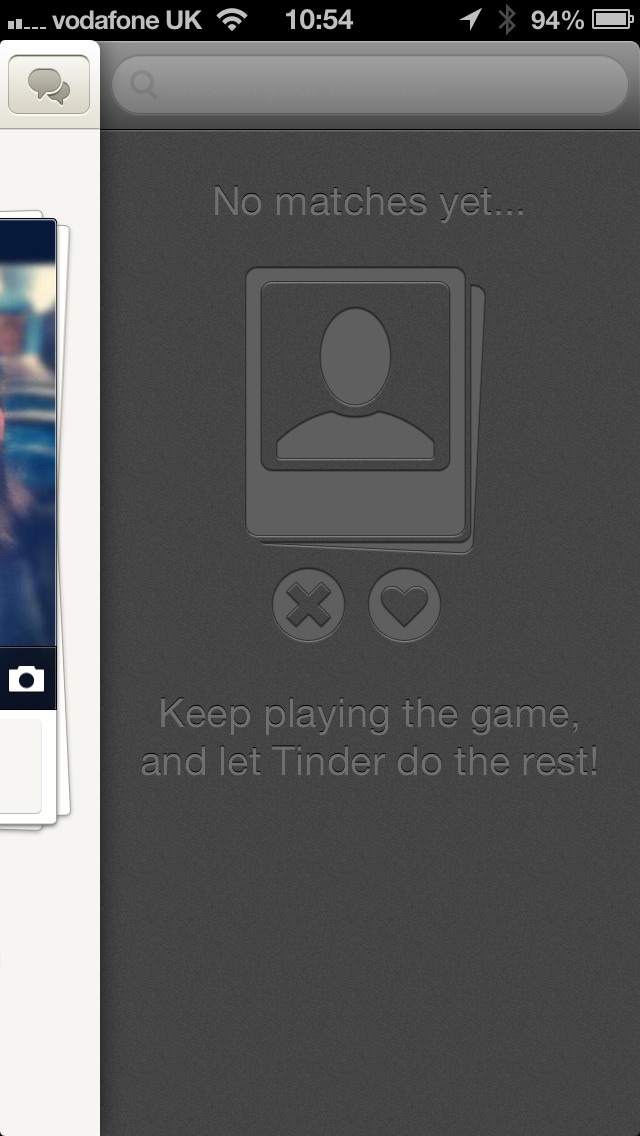 vodafone UK 10:54 94%
No matches yet...
Keep playing the game,
and let Tinder do the rest!